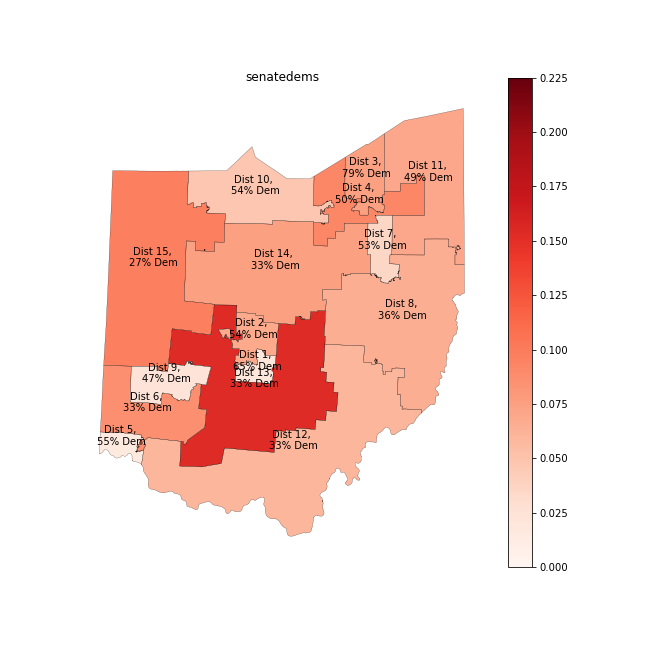 senatedems
Dist 3,
79% Dem
Dist 11,
49% Dem
Dist 10,
54% Dem
Dist 4,
50% Dem
Dist 7,
53% Dem
Dist 15,
27% Dem
Dist 14,
33% Dem
Dist 8,
36% Dem
Dist 2,
54% Dem
Dist 1,
65% Dem
Dist 9,
47% Dem
Dist 13,
33% Dem
Dist 6,
33% Dem
Dist 5,
55% Dem
Dist 12,
33% Dem
0.225
0.200
0.175
0.150
0.125
0.100
0.075
0.050
0.025
0.000